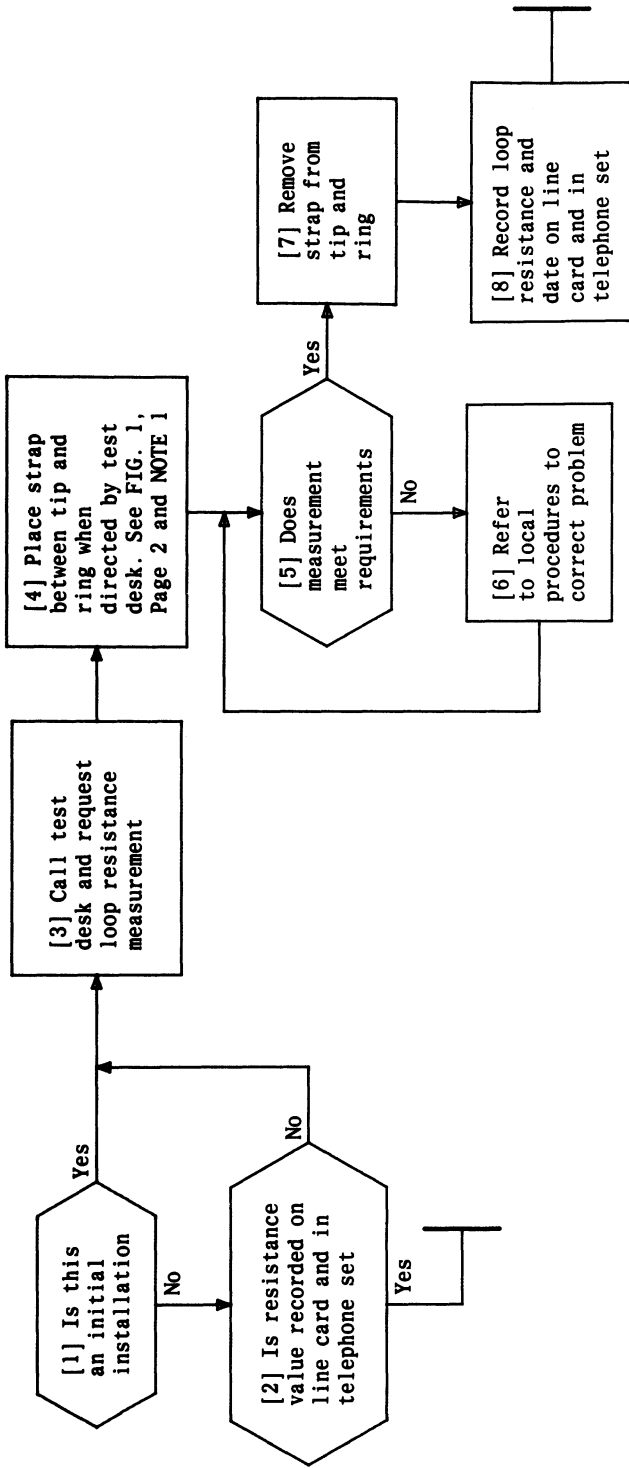 [1] Is this
an initial
installation
Yes
No
[2] Is resistance
value recorded on
line card and in
telephone set
No
Yes
[3] Call test
desk and request
loop resistance
measurement
[4] Place strap
between tip and
ring when
directed by test
desk. See FIG. 1,
Page 2 and NOTE 1
[5] Does
measurement
meet
requirements
Yes
No
[6] Refer
to local
procedures to
correct problem
[7] Remove
strap from
tip and
ring
[8] Record loop
resistance and
date on line
card and in
telephone set